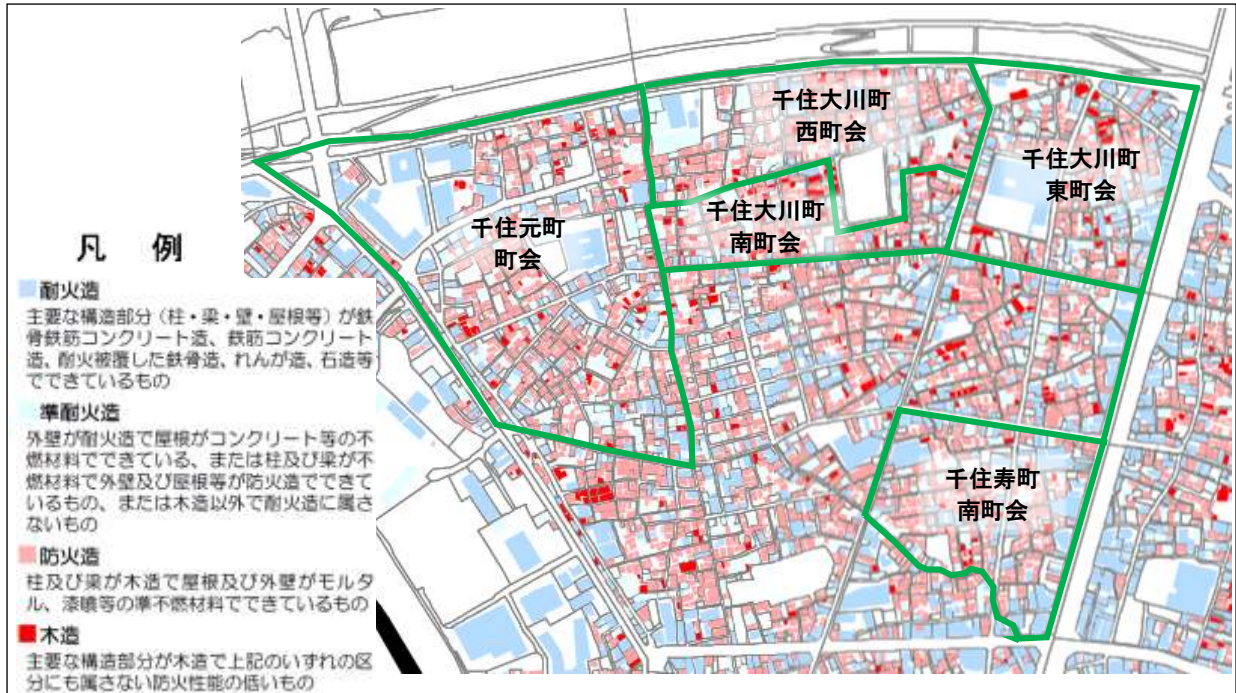 千住大川町
西町会
千住大川町
東町会
千住大川町
南町会
千住元町
町会
千住寿町
南町会
凡 例
耐火造
主要な構造部分（柱・梁・壁・屋根等）が鉄
骨鉄筋コンクリート造、鉄筋コンクリート
造、耐火被覆した鉄骨造、れんが造、石造等
でできているもの
準耐火造
外壁が耐火造で屋根がコンクリート等の不
燃材料でできている、または柱及び梁が不
燃材料で外壁及び屋根等が防火造でできて
いるもの、または木造以外で耐火造に属さ
ないもの
防火造
柱及び梁が木造で屋根及び外壁がモルタ
ル、漆喰等の準不燃材料でできているもの
木造
主要な構造部分が木造で上記のいずれの区
分にも属さない防火性能の低いもの